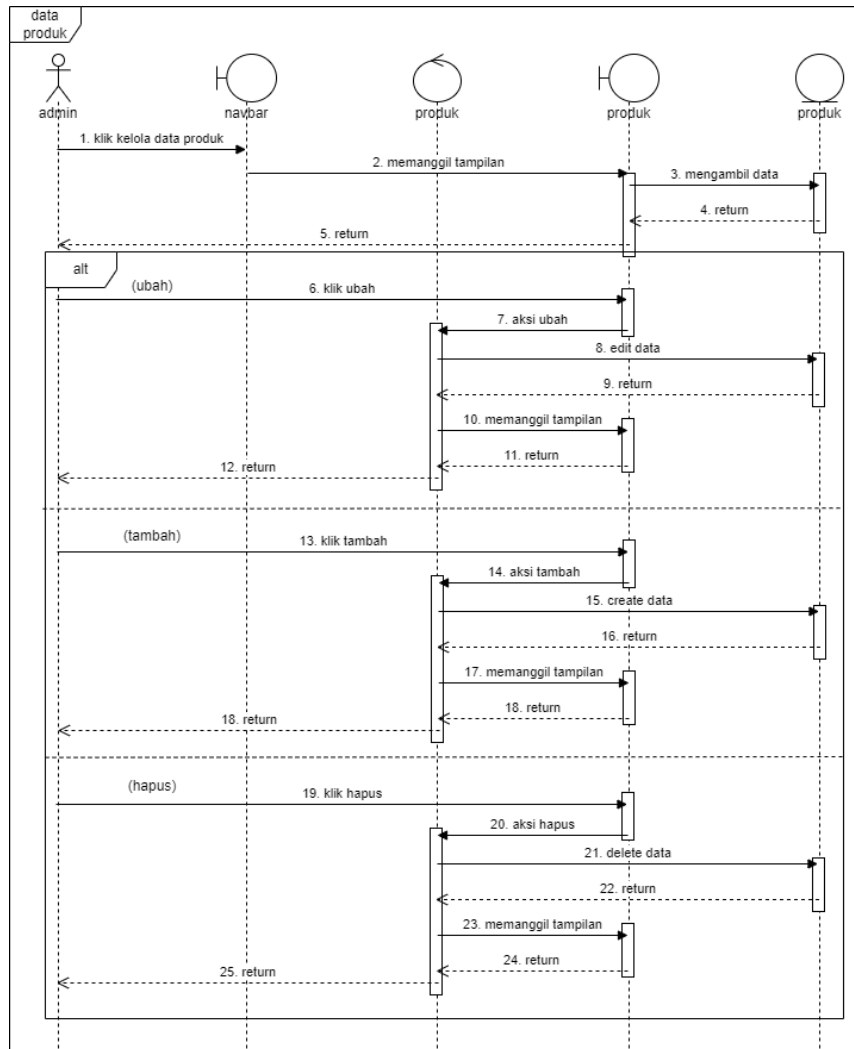 data
produk
admin
navbar
produk
produk
produk
1. klik kelola data produk
2. memanggil tampilan
3. mengambil data
4. return
5. return
alt
(ubah)
6. klik ubah
7. aksi ubah
8. edit data
9. return
10. memanggil tampilan
11. return
12. return
(tambah)
13. klik tambah
14. aksi tambah
15. create data
16. return
17. memanggil tampilan
18. return
18. return
(hapus)
19. klik hapus
20. aksi hapus
21. delete data
22. return
23. memanggil tampilan
24. return
25. return